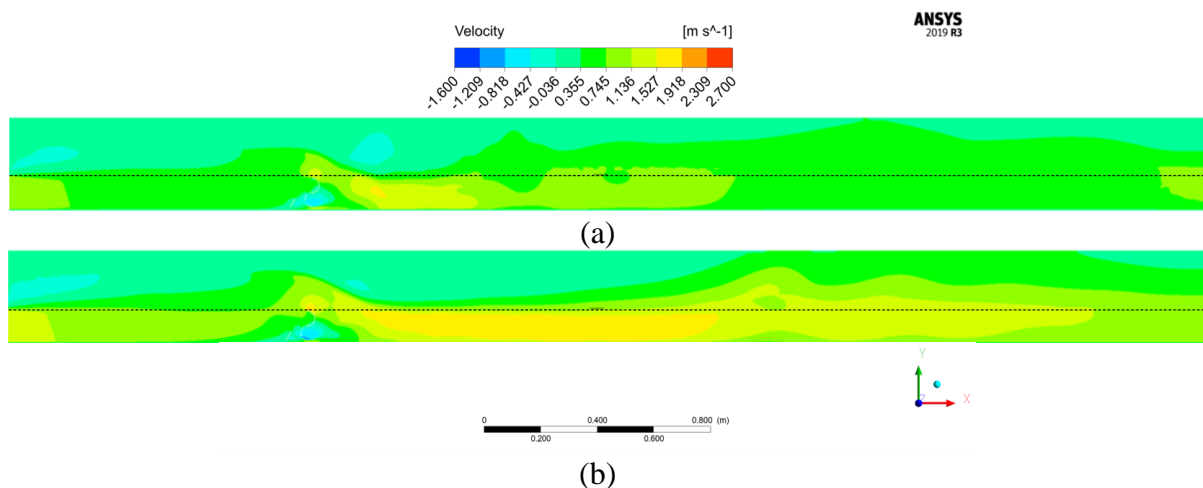 ANSYS
2019 R3
Velocity [m s^-1]
-1.600 -1.209 -0.818 -0.427 -0.036 0.355 0.745 1.136 1.527 1.918 2.309 2.700
(a)
Y
X
0 0.400 0.800 (m)
0.200 0.600
(b)